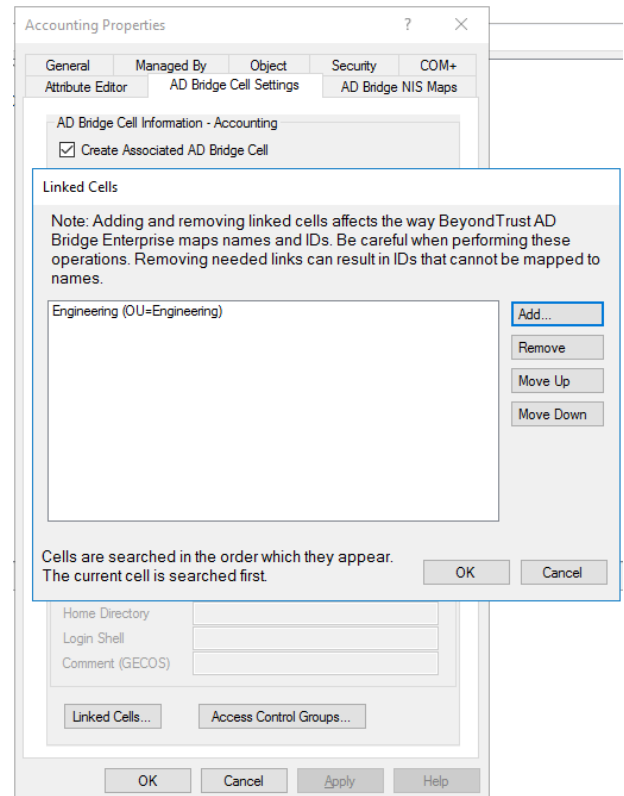 Accounting Properties
? ×
General Managed By Object Security COM+
Attribute Editor AD Bridge Cell Settings AD Bridge NIS Maps
AD Bridge Cell Information - Accounting
Create Associated AD Bridge Cell
Linked Cells
Note: Adding and removing linked cells affects the way BeyondTrust AD
Bridge Enterprise maps names and IDs. Be careful when performing these
operations. Removing needed links can result in IDs that cannot be mapped to
names.
Engineering (OU=Engineering)
Add...
Remove
Move Up
Move Down
Cells are searched in the order which they appear.
The current cell is searched first.
OK Cancel
Home Directory
Login Shell
Comment (GECOS)
Linked Cells... Access Control Groups...
OK Cancel Apply Help